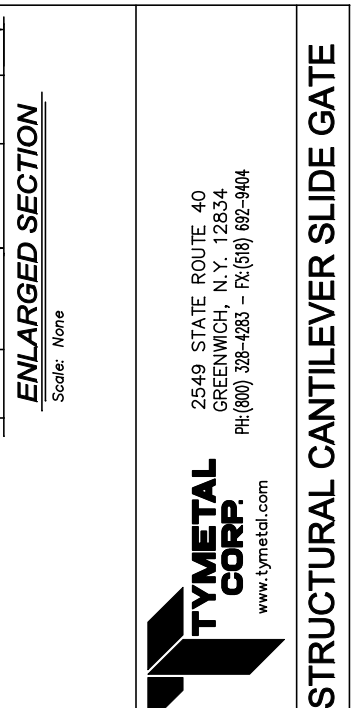 ENLARGED SECTION
Scale: None
TYMETAL
CORP.
www.tymetal.com
2549 STATE ROUTE 40
GREENWICH, N.Y. 12834
PH:(800) 328-4283 - FX:(518) 692-9404
STRUCTURAL CANTILEVER SLIDE GATE